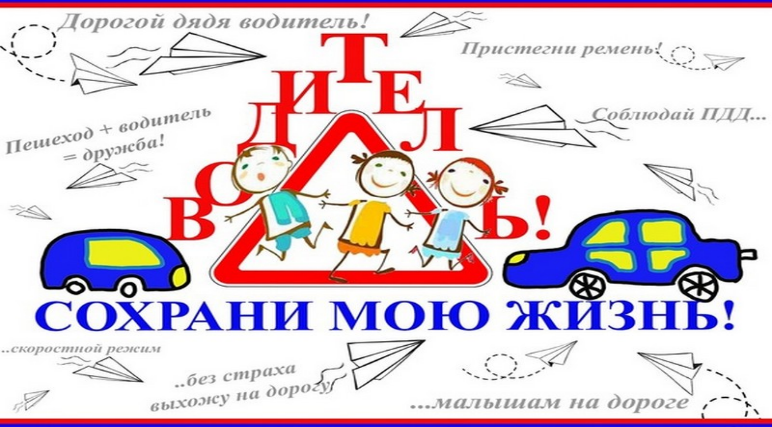 Дорогой дядя водитель!
Пристегни ремень!
Соблюдай ПДД...
Пешеход + водитель
= дружба!
ВОДИТЕЛЬ!
СОХРАНИ МОЮ ЖИЗНЬ!
..скоростной режим
..без страха
выхожу на дорогу
...малышам на дороге